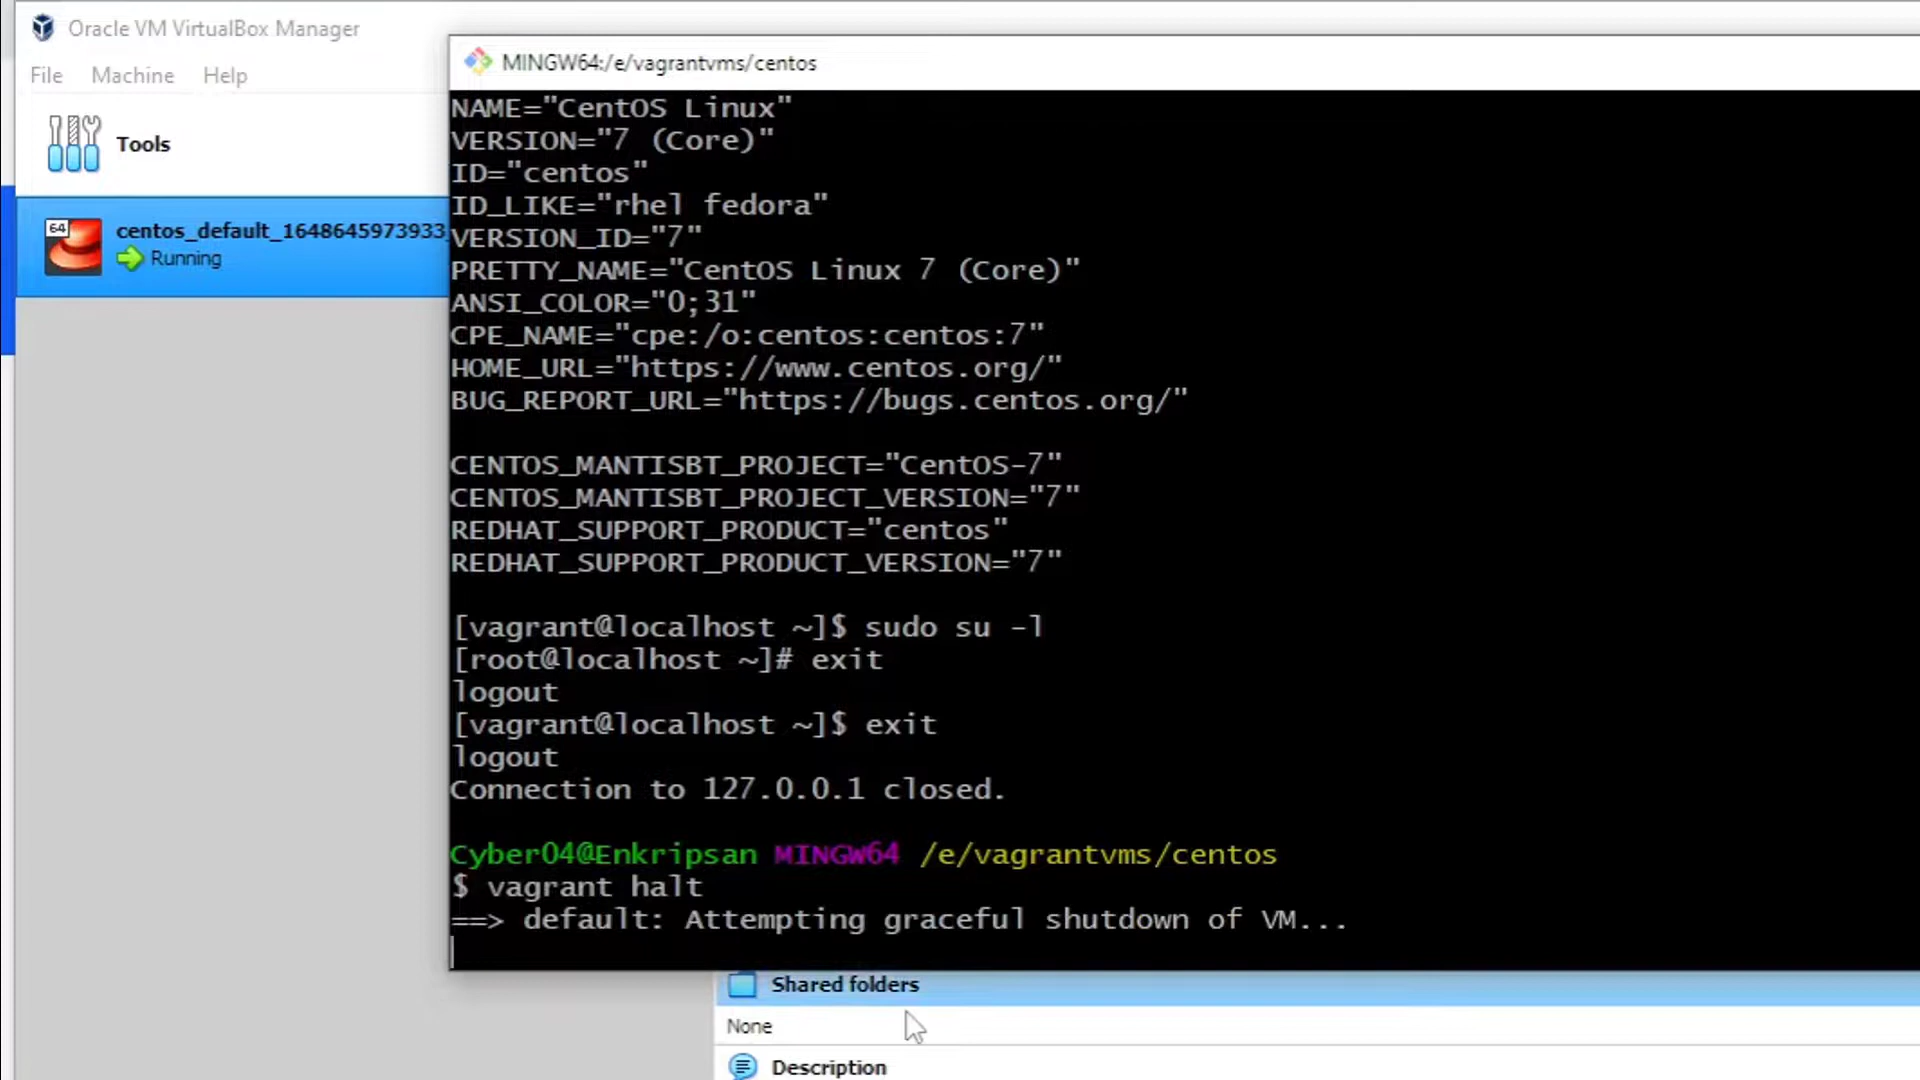 Oracle VM VirtualBox Manager
File Machine Help
Tools
64
centos_default_1648645973933_
Running
MINGW64:/e/vagrantvms/centos
NAME="CentOS Linux"
VERSION="7 (Core)"
ID="centos"
ID_LIKE="rhel fedora"
VERSION_ID="7"
PRETTY_NAME="CentOS Linux 7 (Core)"
ANSI_COLOR="0;31"
CPE_NAME="cpe:/o:centos:centos:7"
HOME_URL="https://www.centos.org/"
BUG_REPORT_URL="https://bugs.centos.org/"
CENTOS_MANTISBT_PROJECT="CentOS-7"
CENTOS_MANTISBT_PROJECT_VERSION="7"
REDHAT_SUPPORT_PRODUCT="centos"
REDHAT_SUPPORT_PRODUCT_VERSION="7"
[vagrant@localhost ~]$ sudo su -l
[root@localhost ~]# exit
logout
[vagrant@localhost ~]$ exit
logout
Connection to 127.0.0.1 closed.
Cyber04@Enkripsan MINGW64 /e/vagrantvms/centos
$ vagrant halt
==> default: Attempting graceful shutdown of VM...
Shared folders
None
Description